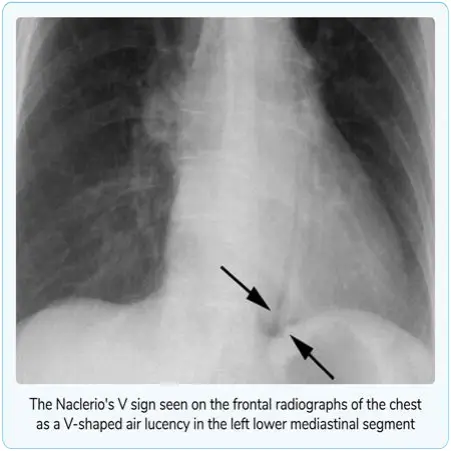 The Naclerio's V sign seen on the frontal radiographs of the chest
as a V-shaped air lucency in the left lower mediastinal segment